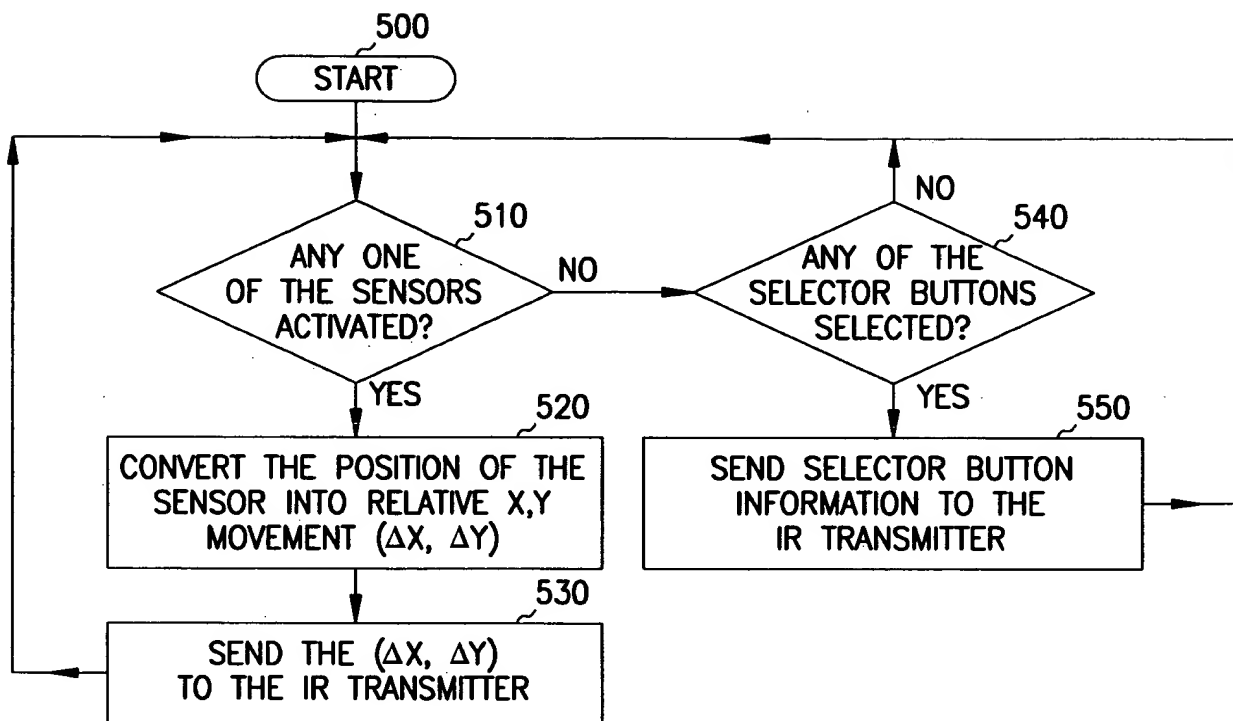 500
START
510
ANY ONE
OF THE SENSORS
ACTIVATED?
NO
YES
540
ANY OF THE
SELECTOR BUTTONS
SELECTED?
NO
YES
520
CONVERT THE POSITION OF THE
SENSOR INTO RELATIVE X,Y
MOVEMENT (ΔX, ΔY)
550
SEND SELECTOR BUTTON
INFORMATION TO THE
IR TRANSMITTER
530
SEND THE (ΔX, ΔY)
TO THE IR TRANSMITTER